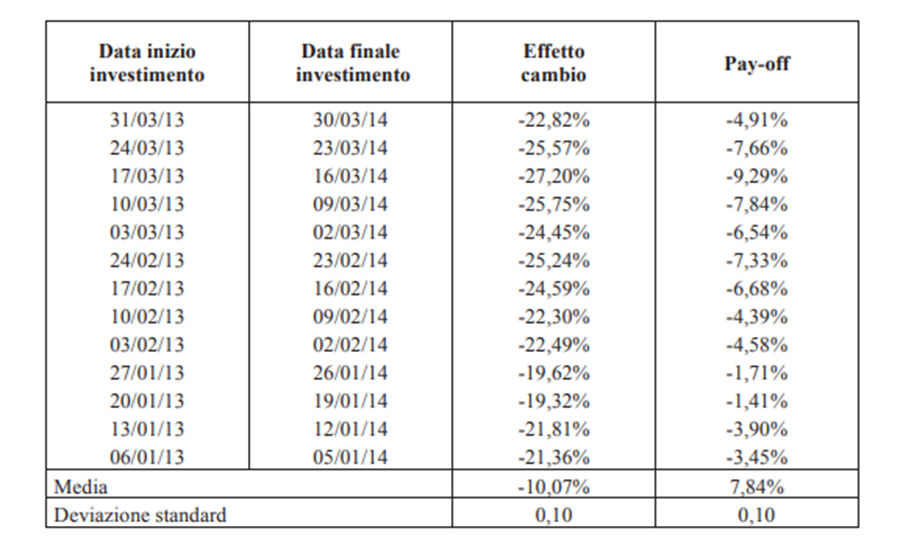 Data inizio investimento Data finale investimento Effetto cambio Pay-off
31/03/13 30/03/14 -22,82% -4,91%
24/03/13 23/03/14 -25,57% -7,66%
17/03/13 16/03/14 -27,20% -9,29%
10/03/13 09/03/14 -25,75% -7,84%
03/03/13 02/03/14 -24,45% -6,54%
24/02/13 23/02/14 -25,24% -7,33%
17/02/13 16/02/14 -24,59% -6,68%
10/02/13 09/02/14 -22,30% -4,39%
03/02/13 02/02/14 -22,49% -4,58%
27/01/13 26/01/14 -19,62% -1,71%
20/01/13 19/01/14 -19,32% -1,41%
13/01/13 12/01/14 -21,81% -3,90%
06/01/13 05/01/14 -21,36% -3,45%
Media -10,07% 7,84%
Deviazione standard 0,10 0,10